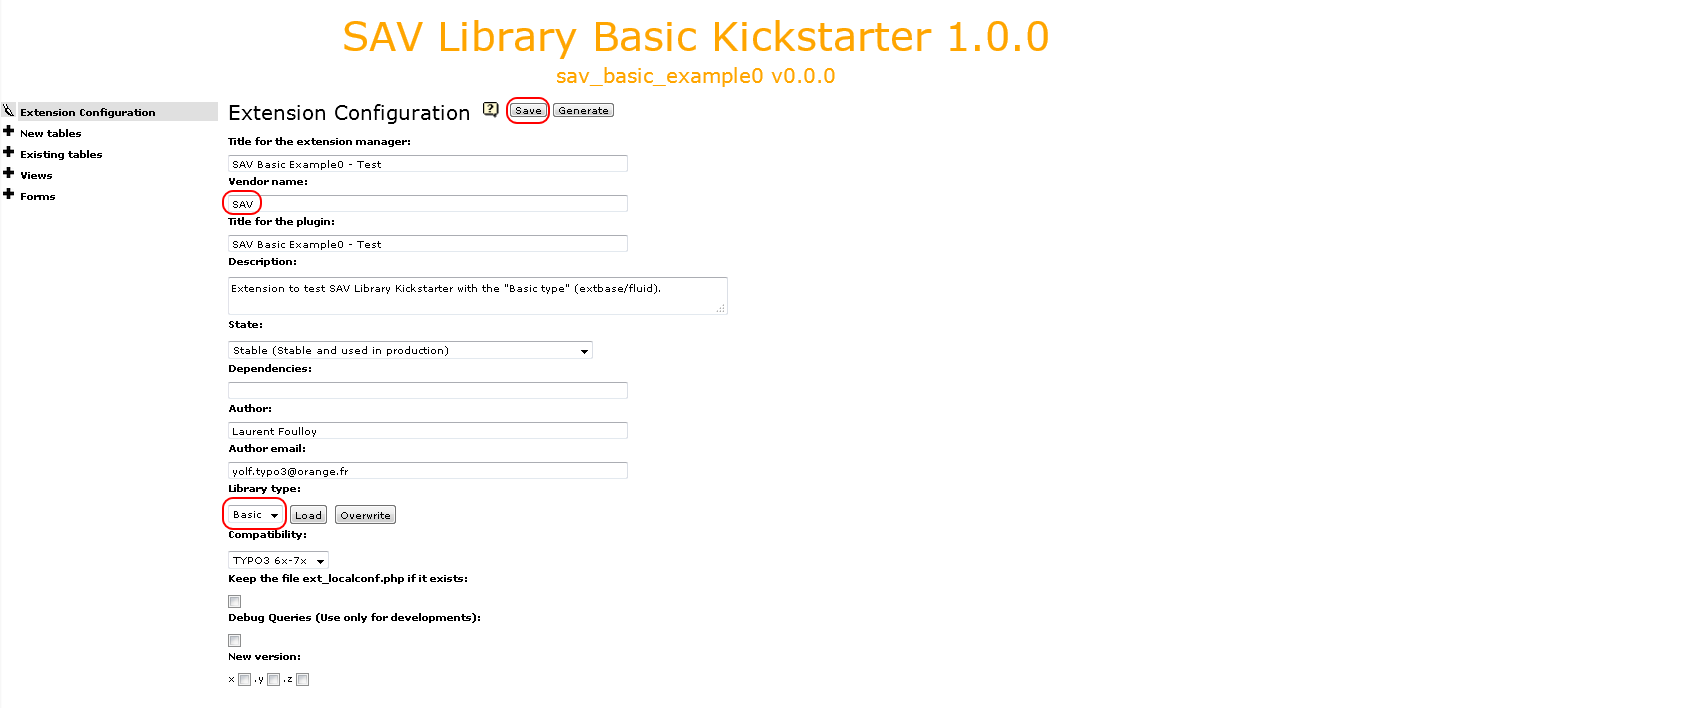 SAV Library Basic Kickstarter 1.0.0
sav_basic_example0 v0.0.0
Extension Configuration
New tables
Existing tables
Views
Forms
Extension Configuration ? Save Generate
Title for the extension manager:
SAV Basic Example0 - Test
Vendor name:
SAV
Title for the plugin:
SAV Basic Example0 - Test
Description:
Extension to test SAV Library Kickstarter with the "Basic type" (extbase/fluid).
State:
Stable (Stable and used in production)
Dependencies:
Author:
Laurent Foulloy
Author email:
yolf.typo3@orange.fr
Library type:
Basic Load Overwrite
Compatibility:
TYPO3 6x-7x
Keep the file ext_localconf.php if it exists:
Debug Queries (Use only for developments):
New version:
x .y .z